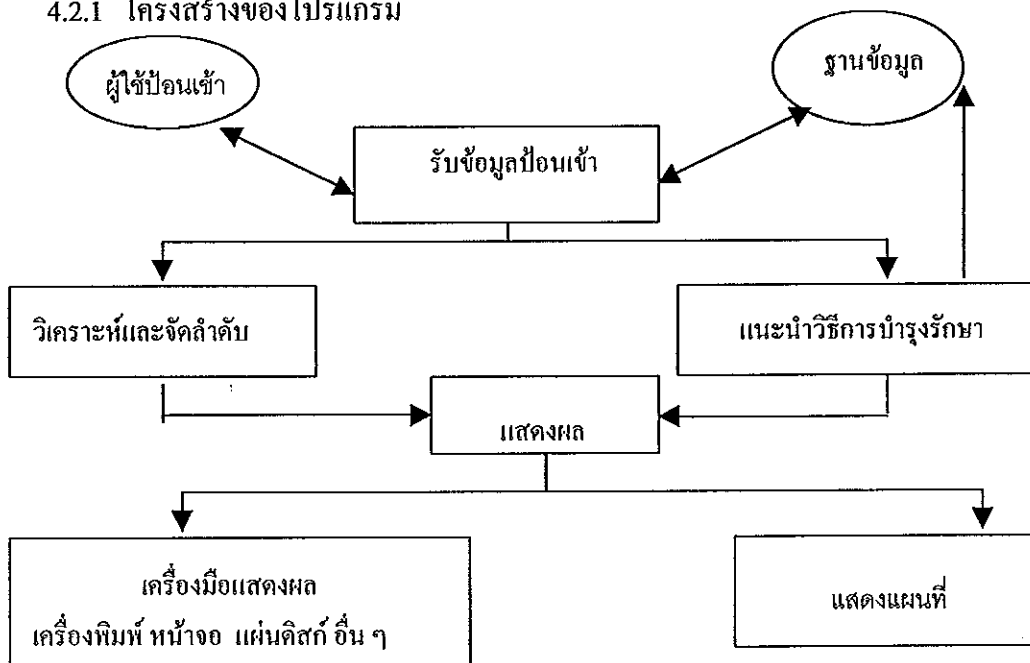 4.2.1 โครงสร้างของโปรแกรม
ผู้ใช้ป้อนเข้า
ฐานข้อมูล
รับข้อมูลป้อนเข้า
วิเคราะห์และจัดลำดับ
แนะนำวิธีการบำรุงรักษา
แสดงผล
เครื่องมือแสดงผล
เครื่องพิมพ์ หน้าจอ แผ่นดิสก์ อื่น ๆ
แสดงแผนที่